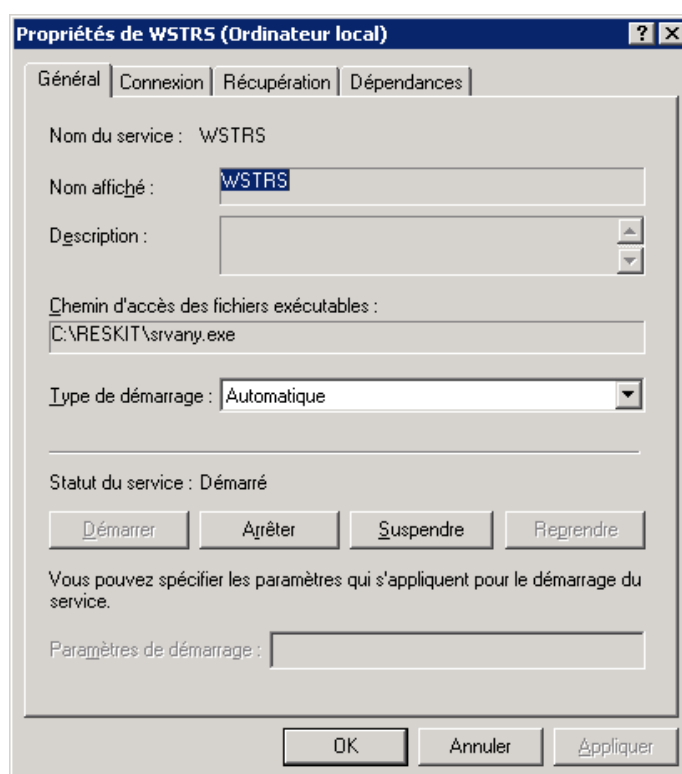 Propriétés de WSTRS (Ordinateur local)
Général Connexion Récupération Dépendances
Nom du service : WSTRS
Nom affiché : WSTRS
Description :
Chemin d'accès des fichiers exécutables :
C:\RESKIT\srvany.exe
Type de démarrage : Automatique
Statut du service : Démarré
Démarrer Arrêter Suspendre Reprendre
Vous pouvez spécifier les paramètres qui s'appliquent pour le démarrage du
service.
Paramètres de démarrage :
OK Annuler Appliquer